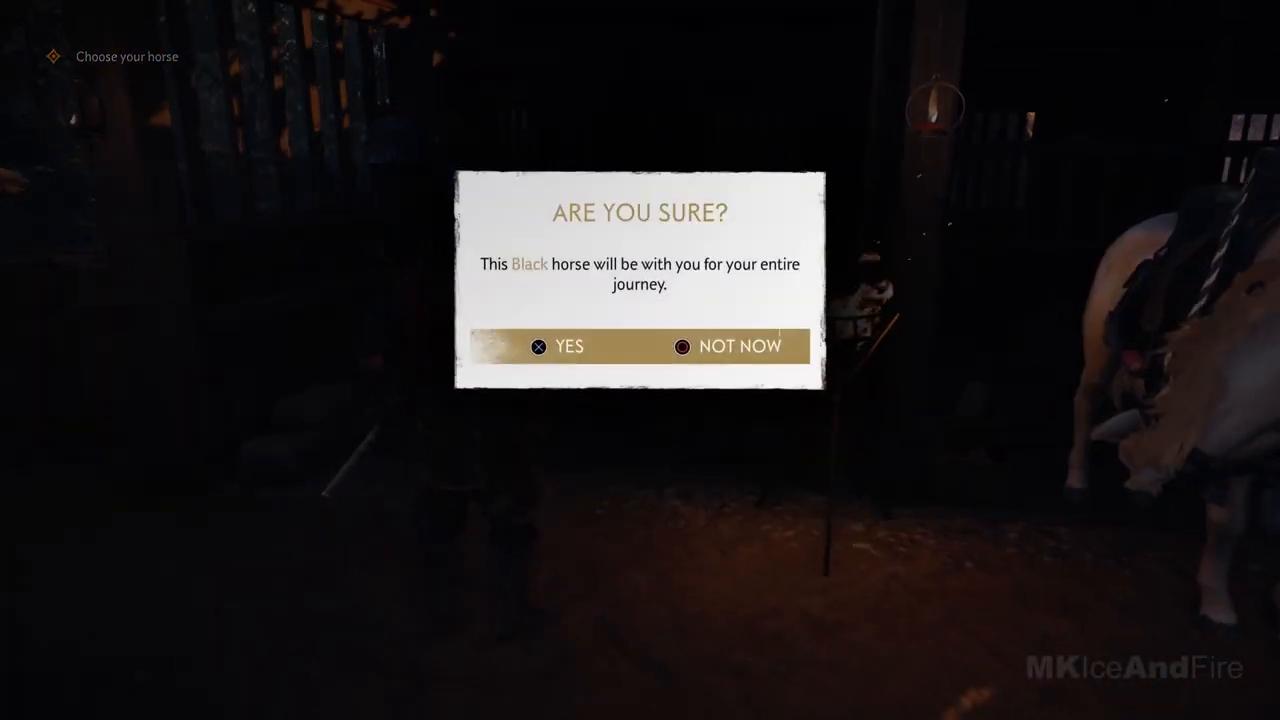 Choose your horse
ARE YOU SURE?
This Black horse will be with you for your entire
journey.
YES
NOT NOW
MKIceAndFire